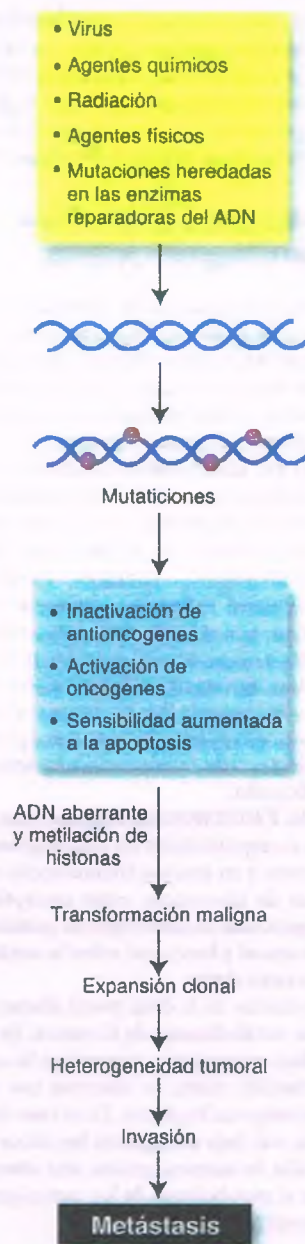 • Virus
• Agentes químicos
• Radiación
• Agentes físicos
• Mutaciones heredadas
en las enzimas
reparadoras del ADN
Mutaticiones
• Inactivación de
antioncogenes
• Activación de
oncogenes
• Sensibilidad aumentada
a la apoptosis
ADN aberrante
y metilación de
histonas
Transformación maligna
Expansión clonal
Heterogeneidad tumoral
Invasión
Metástasis